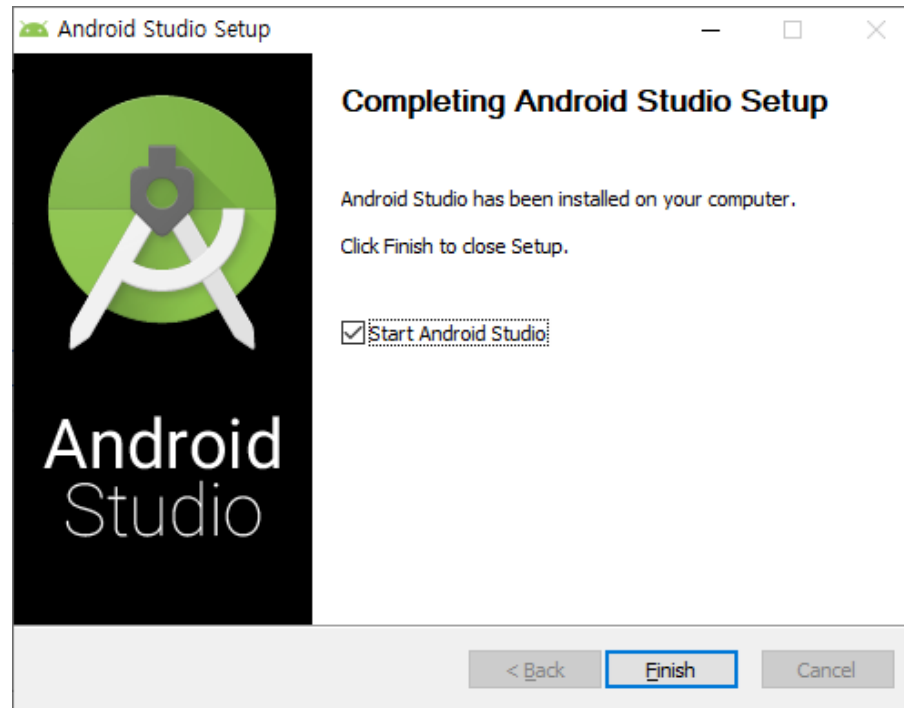 Android Studio Setup
Completing Android Studio Setup
Android Studio has been installed on your computer.
Click Finish to close Setup.
Start Android Studio
Android
Studio
< Back
Finish
Cancel